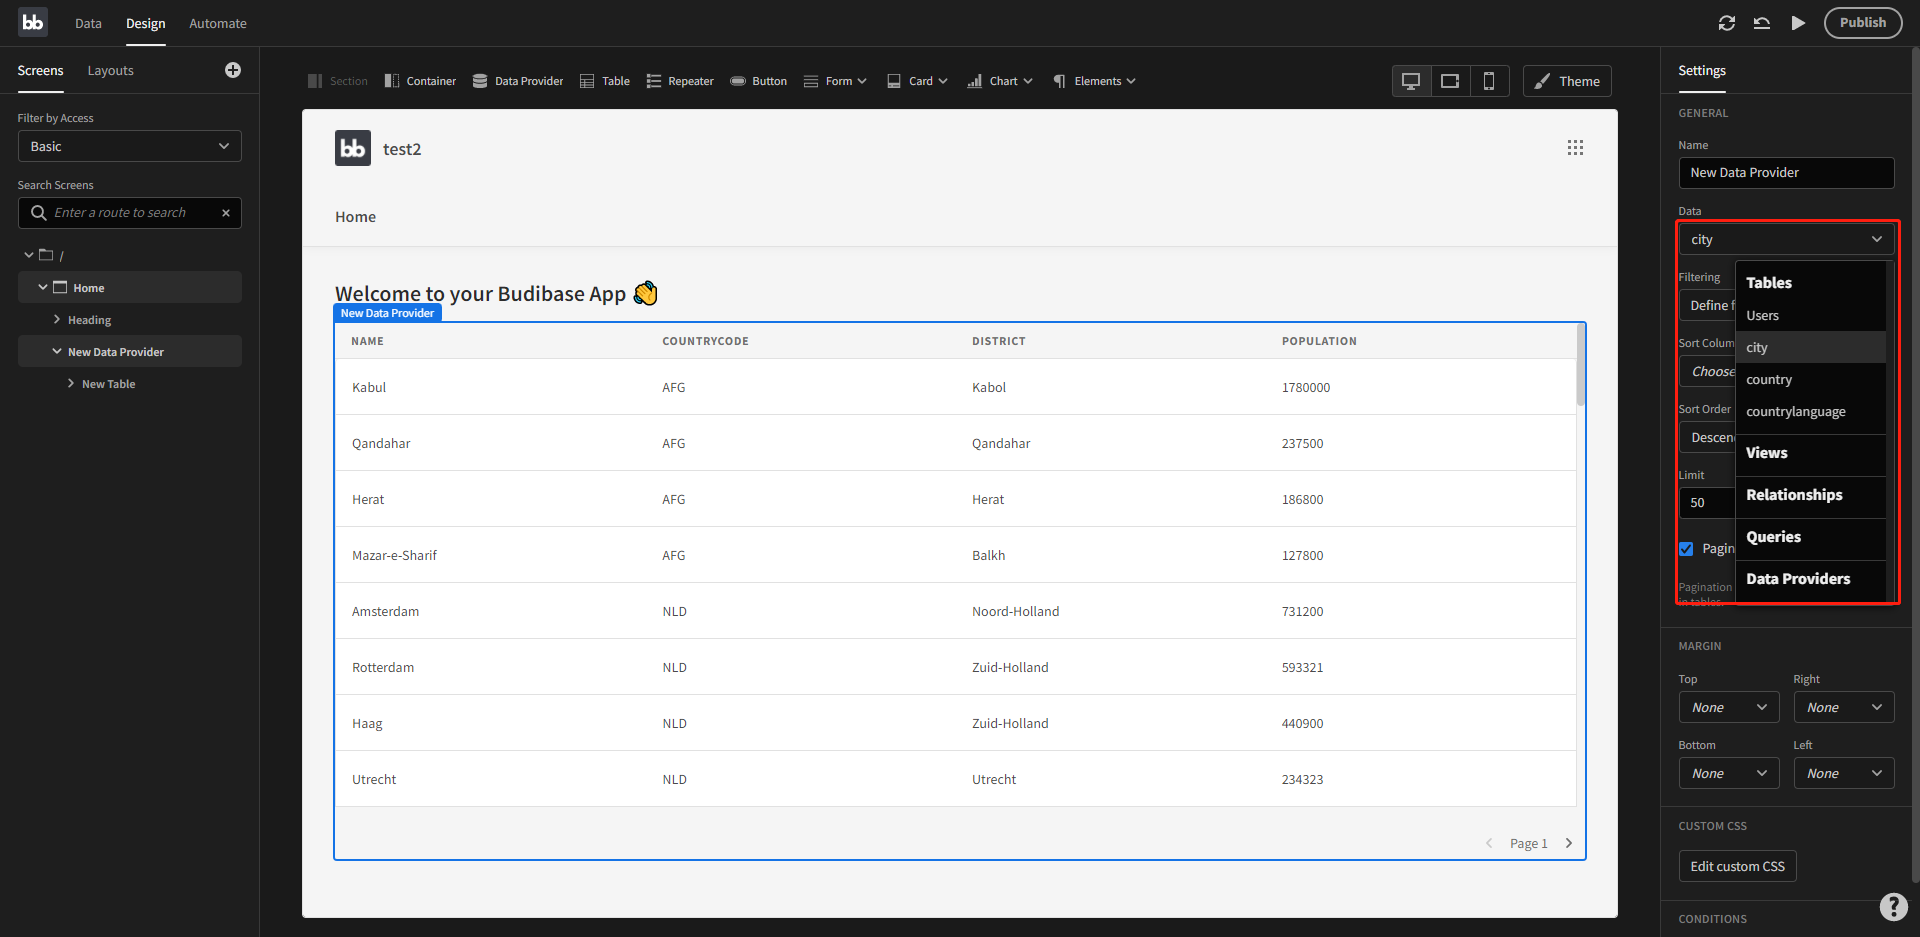 bb Data Design Automate Publish
Screens Layouts
Filter by Access
Basic
Search Screens
Enter a route to search
/
Home
Heading
New Data Provider
New Table
Section Container Data Provider Table Repeater Button Form Card Chart Elements Theme
bb test2
Home
Welcome to your Budibase App 👋
New Data Provider
NAME COUNTRYCODE DISTRICT POPULATION
Kabul AFG Kabol 1780000
Qandahar AFG Qandahar 237500
Herat AFG Herat 186800
Mazar-e-Sharif AFG Balkh 127800
Amsterdam NLD Noord-Holland 731200
Rotterdam NLD Zuid-Holland 593321
Haag NLD Zuid-Holland 440900
Utrecht NLD Utrecht 234323
Page 1
Settings
GENERAL
Name
New Data Provider
Data
city
Filtering
Define f
Sort Colum
Choose
Sort Order
Descen
Limit
50
Pagin
Pagination
in tables.
Tables
Users
city
country
countrylanguage
Views
Relationships
Queries
Data Providers
MARGIN
Top Right
None None
Bottom Left
None None
CUSTOM CSS
Edit custom CSS
CONDITIONS
?